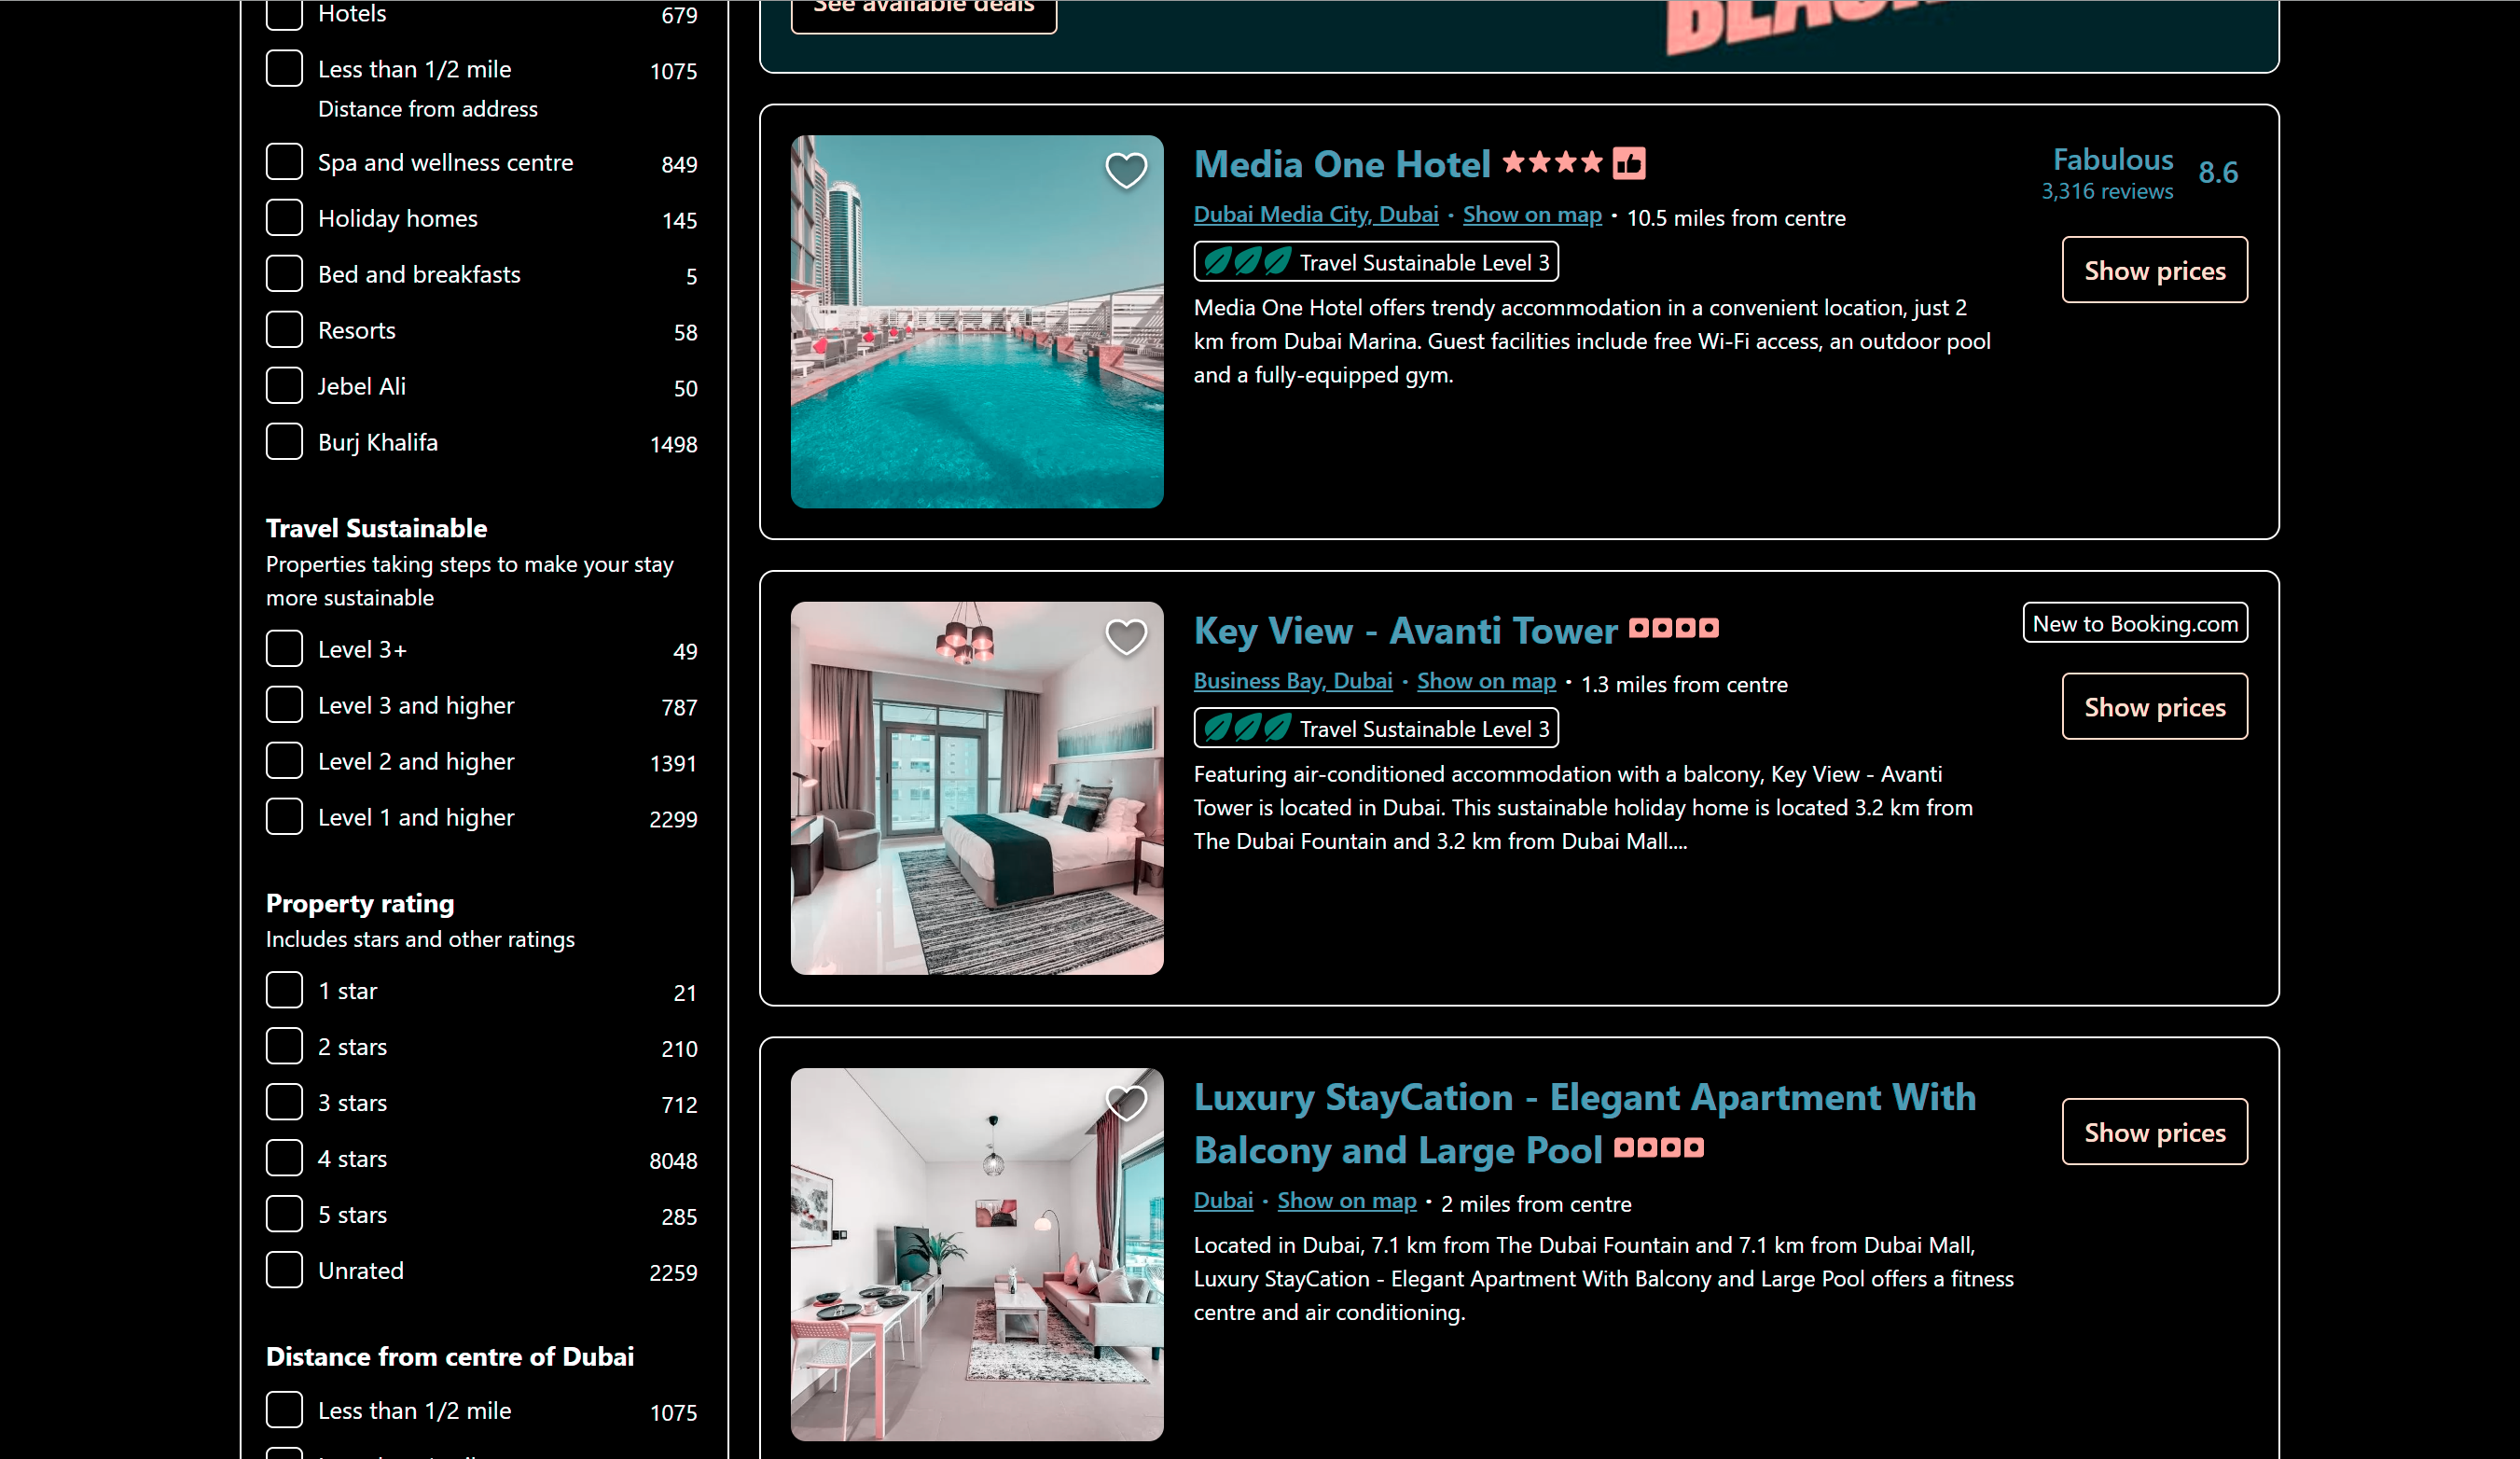 Hotels 679
Less than 1/2 mile 1075
Distance from address
Spa and wellness centre 849
Holiday homes 145
Bed and breakfasts 5
Resorts 58
Jebel Ali 50
Burj Khalifa 1498
Travel Sustainable
Properties taking steps to make your stay
more sustainable
Level 3+ 49
Level 3 and higher 787
Level 2 and higher 1391
Level 1 and higher 2299
Property rating
Includes stars and other ratings
1 star 21
2 stars 210
3 stars 712
4 stars 8048
5 stars 285
Unrated 2259
Distance from centre of Dubai
Less than 1/2 mile 1075
See available deals
Media One Hotel
Fabulous
3,316 reviews
8.6
Dubai Media City, Dubai · Show on map · 10.5 miles from centre
Travel Sustainable Level 3
Show prices
Media One Hotel offers trendy accommodation in a convenient location, just 2
km from Dubai Marina. Guest facilities include free Wi-Fi access, an outdoor pool
and a fully-equipped gym.
Key View - Avanti Tower
New to Booking.com
Business Bay, Dubai · Show on map · 1.3 miles from centre
Travel Sustainable Level 3
Show prices
Featuring air-conditioned accommodation with a balcony, Key View - Avanti
Tower is located in Dubai. This sustainable holiday home is located 3.2 km from
The Dubai Fountain and 3.2 km from Dubai Mall....
Luxury StayCation - Elegant Apartment With
Balcony and Large Pool
Show prices
Dubai · Show on map · 2 miles from centre
Located in Dubai, 7.1 km from The Dubai Fountain and 7.1 km from Dubai Mall,
Luxury StayCation - Elegant Apartment With Balcony and Large Pool offers a fitness
centre and air conditioning.